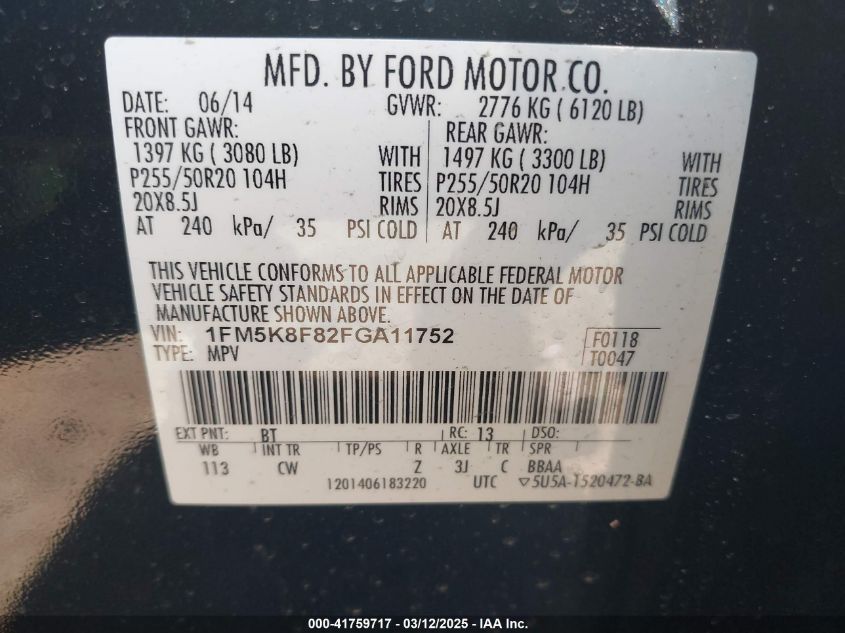 MFD. BY FORD MOTOR CO.
DATE: 06/14 GVWR: 2776 KG ( 6120 LB)
FRONT GAWR: REAR GAWR:
1397 KG ( 3080 LB) WITH 1497 KG ( 3300 LB) WITH
P255/50R20 104H TIRES P255/50R20 104H TIRES
20X8.5J RIMS 20X8.5J RIMS
AT 240 kPa/ 35 PSI COLD AT 240 kPa/ 35 PSI COLD
THIS VEHICLE CONFORMS TO ALL APPLICABLE FEDERAL MOTOR
VEHICLE SAFETY STANDARDS IN EFFECT ON THE DATE OF
MANUFACTURE SHOWN ABOVE.
VIN: 1FM5K8F82FGA11752 F0118
TYPE: MPV T0047
EXT PNT: BT RC: 13 DSO:
WB INT TR TP/PS R AXLE TR SPR
113 CW Z 3J C BBAA
1201406183220 UTC ▽5U5A-1520472-BA
000-41759717 - 03/12/2025 - IAA Inc.